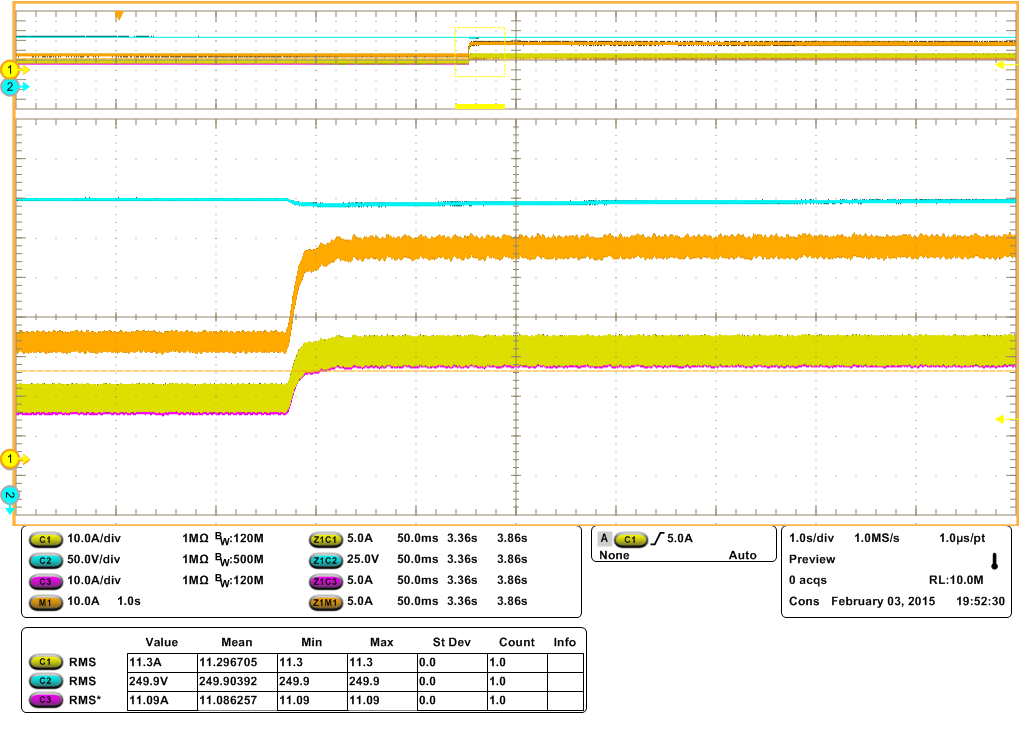 1
2
1
2
C1 10.0A/div 1MΩ BW:120M Z1C1 5.0A 50.0ms 3.36s 3.86s
C2 50.0V/div 1MΩ BW:500M Z1C2 25.0V 50.0ms 3.36s 3.86s
C3 10.0A/div 1MΩ BW:120M Z1C3 5.0A 50.0ms 3.36s 3.86s
M1 10.0A 1.0s Z1M1 5.0A 50.0ms 3.36s 3.86s
A C1 5.0A
None Auto
1.0s/div 1.0MS/s 1.0µs/pt
Preview
0 acqs RL:10.0M
Cons February 03, 2015 19:52:30
Value Mean Min Max St Dev Count Info
C1 RMS 11.3A 11.296705 11.3 11.3 0.0 1.0
C2 RMS 249.9V 249.90392 249.9 249.9 0.0 1.0
C3 RMS* 11.09A 11.086257 11.09 11.09 0.0 1.0